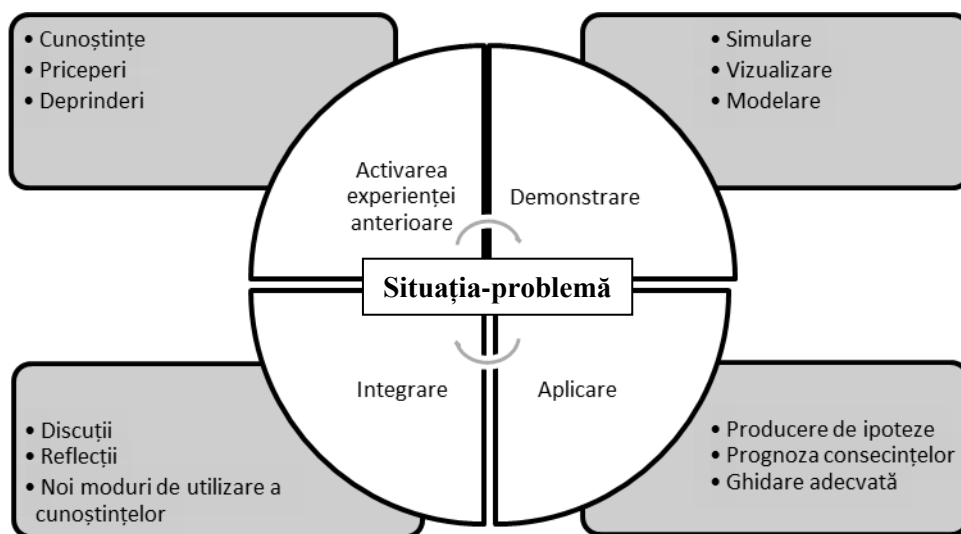 • Cunoștințe
• Priceperi
• Deprinderi
• Simulare
• Vizualizare
• Modelare
Activarea
experienței
anterioare
Demonstrare
Situația-problemă
Integrare
Aplicare
• Discuții
• Reflecții
• Noi moduri de utilizare a
cunoștințelor
• Producere de ipoteze
• Prognoza consecințelor
• Ghidare adecvată